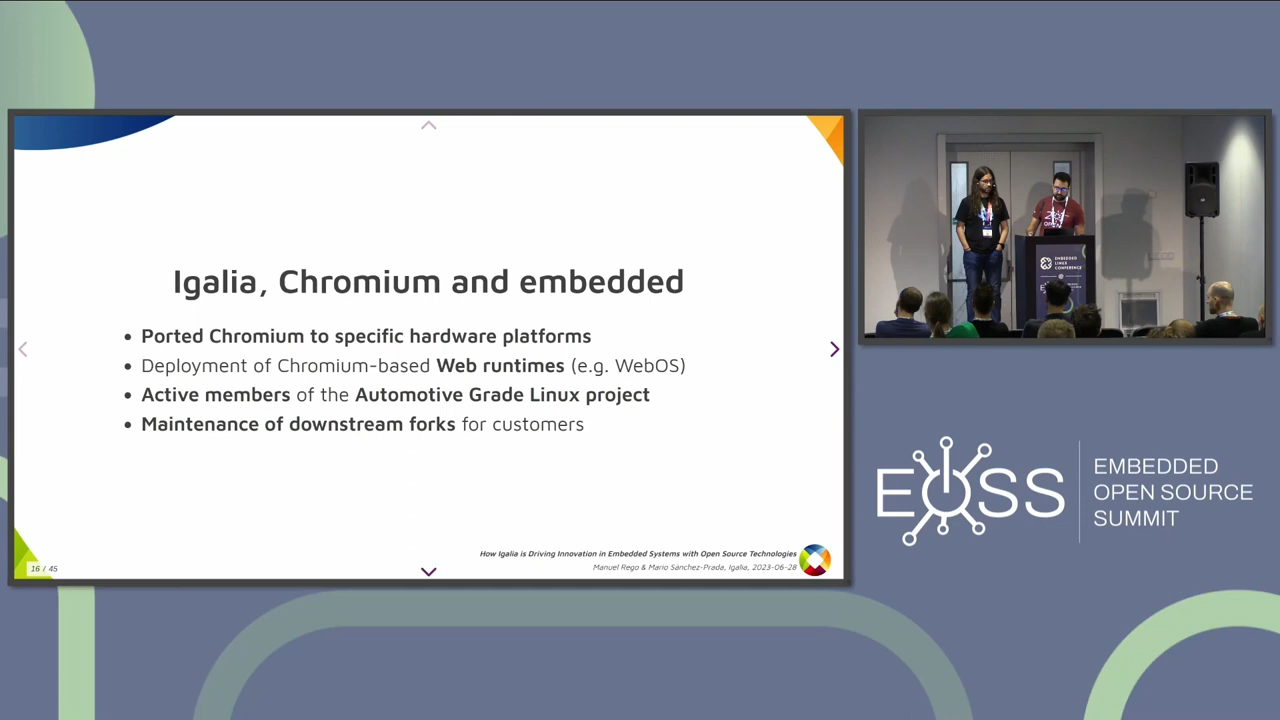 Igalia, Chromium and embedded
• Ported Chromium to specific hardware platforms
• Deployment of Chromium-based Web runtimes (e.g. WebOS)
• Active members of the Automotive Grade Linux project
• Maintenance of downstream forks for customers
16 / 45
How Igalia is Driving Innovation in Embedded Systems with Open Source Technologies
Manuel Rego & Mario Sánchez-Prada, Igalia, 2023-06-28
EMBEDDED
LINUX
CONFERENCE
EOSS
EMBEDDED
OPEN SOURCE
SUMMIT